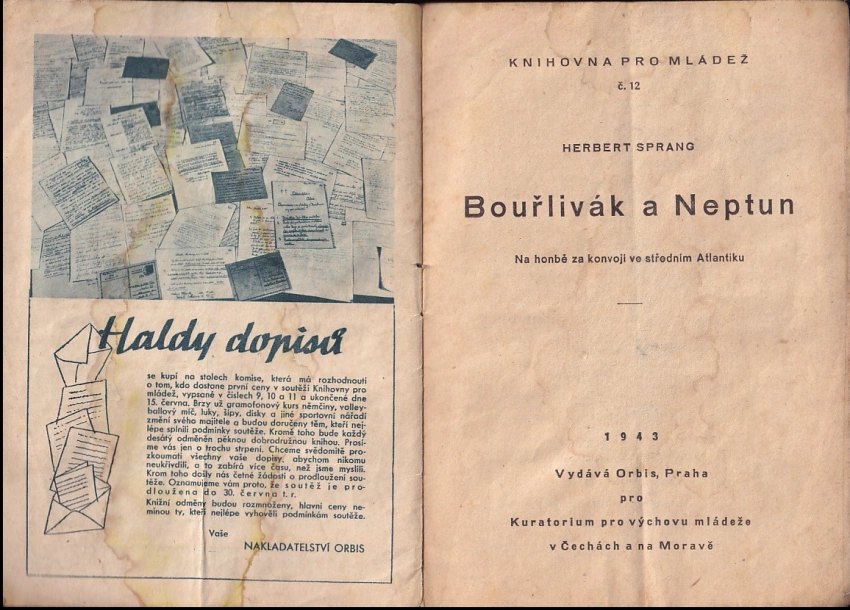 Haldy dopisů
se kupí na stolech komise, která má rozhodnouti
o tom, kdo dostane první ceny v soutěži Knihovny pro
mládež, vypsané v číslech 9, 10 a 11 a ukončené dne
15. června. Brzy už gramofonový kurs němčiny, volley-
ballový míč, luky, šípy, disky a jiné sportovní nářadí
změní svého majitele a budou doručeny těm, kteří nej-
lépe splnili podmínky soutěže. Kromě toho bude každý
desátý odměněn pěknou dobrodružnou knihou. Prosí-
me vás jen o trochu strpení. Chceme svědomitě pro-
zkoumati všechny vaše dopisy, abychom nikomu
neukřivdili, a to zabírá více času, než jsme myslili.
Krom toho došly nás četné žádosti o prodloužení sou-
těže. Oznamujeme vám proto, že soutěž je pro-
dloužena do 30. června t. r.
Knižní odměny budou rozmnoženy, hlavní ceny ne-
minou ty, kteří nejlépe vyhověli podmínkám soutěže.
Vaše
NAKLADATELSTVÍ ORBIS
KNIHOVNA PRO MLÁDEŽ
č. 12
HERBERT SPRANG
Bouřlivák a Neptun
Na honbě za konvoji ve středním Atlantiku
1943
Vydává Orbis, Praha
pro
Kuratorium pro výchovu mládeže
v Čechách a na Moravě